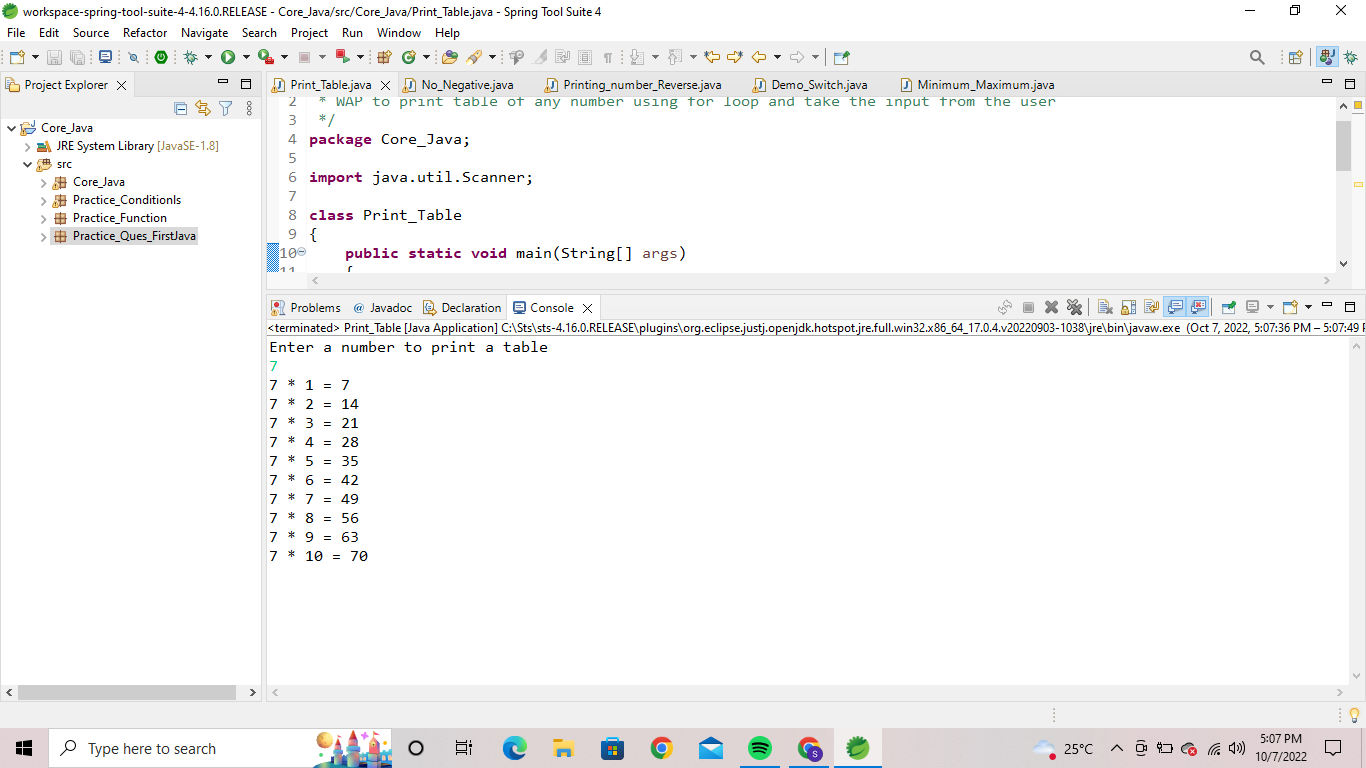 workspace-spring-tool-suite-4-4.16.0.RELEASE - Core_Java/src/Core_Java/Print_Table.java - Spring Tool Suite 4
File Edit Source Refactor Navigate Search Project Run Window Help
Project Explorer
Print_Table.java No_Negative.java Printing_number_Reverse.java Demo_Switch.java Minimum_Maximum.java
Core_Java
JRE System Library [JavaSE-1.8]
src
Core_Java
Practice_Conditionls
Practice_Function
Practice_Ques_FirstJava
2 * WAP to print table of any number using for loop and take the input from the user
3 */
4 package Core_Java;
5
6 import java.util.Scanner;
7
8 class Print_Table
9 {
10 public static void main(String[] args)
11 {
Problems Javadoc Declaration Console
<terminated> Print_Table [Java Application] C:\Sts\sts-4.16.0.RELEASE\plugins\org.eclipse.justj.openjdk.hotspot.jre.full.win32.x86_64_17.0.4.v20220903-1038\jre\bin\javaw.exe (Oct 7, 2022, 5:07:36 PM – 5:07:49 P
Enter a number to print a table
7
7 * 1 = 7
7 * 2 = 14
7 * 3 = 21
7 * 4 = 28
7 * 5 = 35
7 * 6 = 42
7 * 7 = 49
7 * 8 = 56
7 * 9 = 63
7 * 10 = 70
Type here to search
S
25°C
5:07 PM
10/7/2022